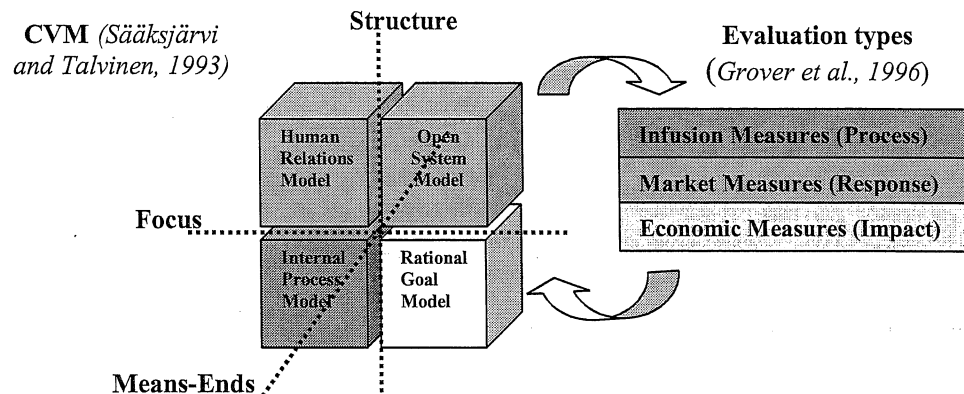 Structure
CVM (Sääksjärvi
and Talvinen, 1993)
Evaluation types
(Grover et al., 1996)
Human
Relations
Model
Open
System
Model
Infusion Measures (Process)
Market Measures (Response)
Economic Measures (Impact)
Focus
Internal
Process
Model
Rational
Goal
Model
Means-Ends